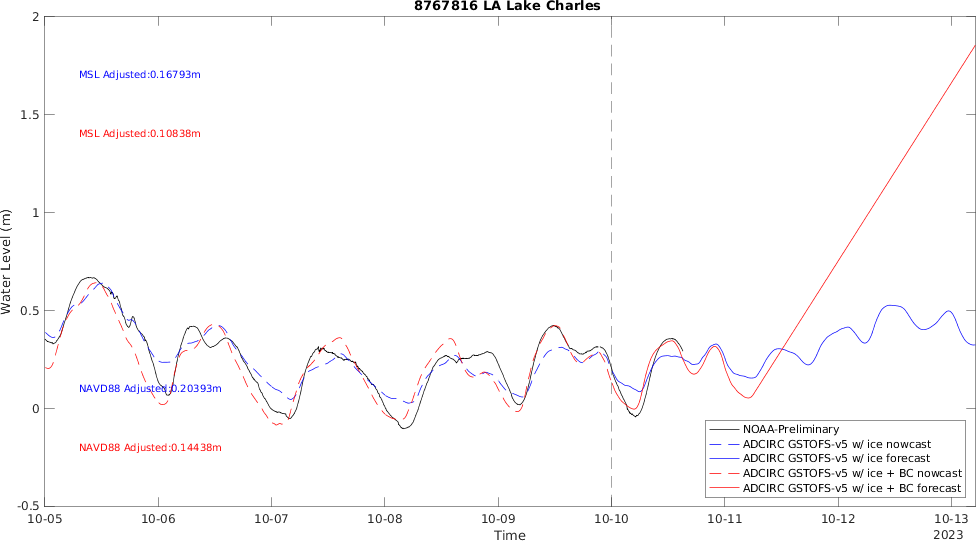 8767816 LA Lake Charles
2
1.5
1
0.5
0
-0.5
Water Level (m)
MSL Adjusted:0.16793m
MSL Adjusted:0.10838m
NAVD88 Adjusted:0.20393m
NAVD88 Adjusted:0.14438m
NOAA-Preliminary
ADCIRC GSTOFS-v5 w/ ice nowcast
ADCIRC GSTOFS-v5 w/ ice forecast
ADCIRC GSTOFS-v5 w/ ice + BC nowcast
ADCIRC GSTOFS-v5 w/ ice + BC forecast
10-05 10-06 10-07 10-08 10-09 10-10 10-11 10-12 10-13
Time
2023